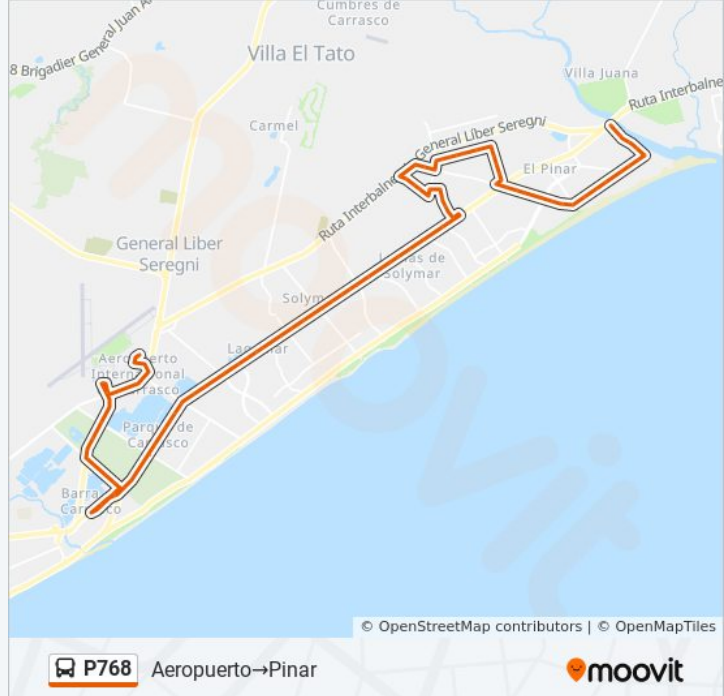 Cumbres de
Carrasco
8 Brigadier General Juan A
Villa El Tato
Villa Juana
Ruta Interbalne
Carmel
General Líber Seregni
Ruta Interbalne
El Pinar
General Liber
Seregni
Lomas de
Solymar
Solymar
Lagomar
Aeropuerto
Internacional
Carrasco
Parque de
Carrasco
Barra de
Carrasco
moovit
© OpenStreetMap contributors | © OpenMapTiles
P768 Aeropuerto→Pinar
moovit